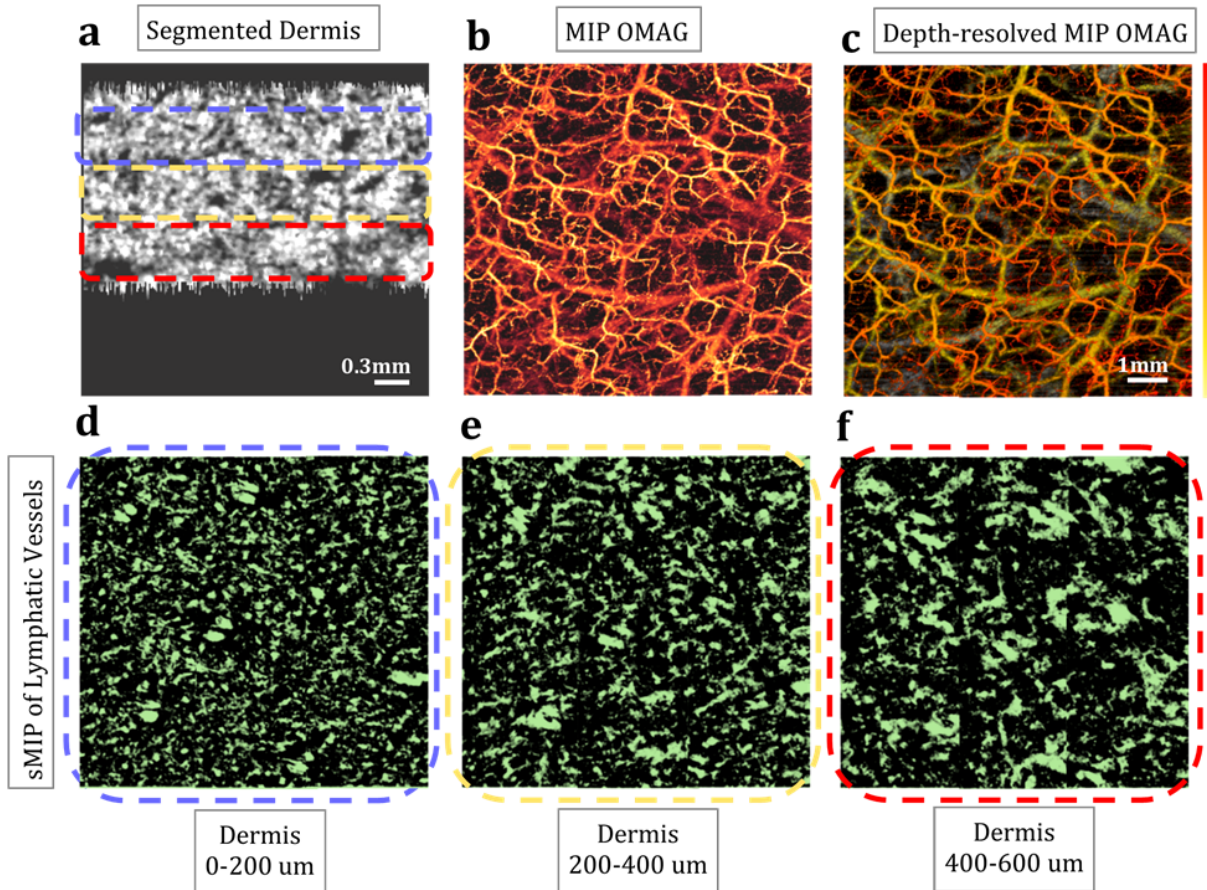 a
Segmented Dermis
b
MIP OMAG
c
Depth-resolved MIP OMAG
0.3mm
1mm
d
e
f
sMIP of Lymphatic Vessels
Dermis
0-200 um
Dermis
200-400 um
Dermis
400-600 um